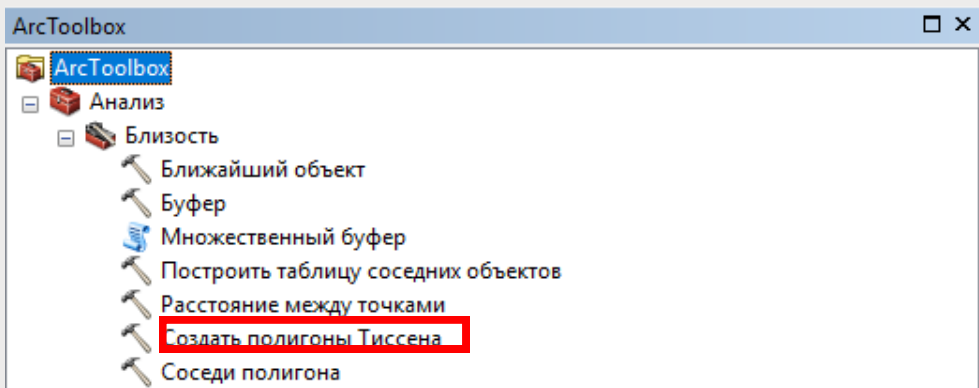 ArcToolbox
ArcToolbox
Анализ
Близость
Ближайший объект
Буфер
Множественный буфер
Построить таблицу соседних объектов
Расстояние между точками
Создать полигоны Тиссена
Соседи полигона